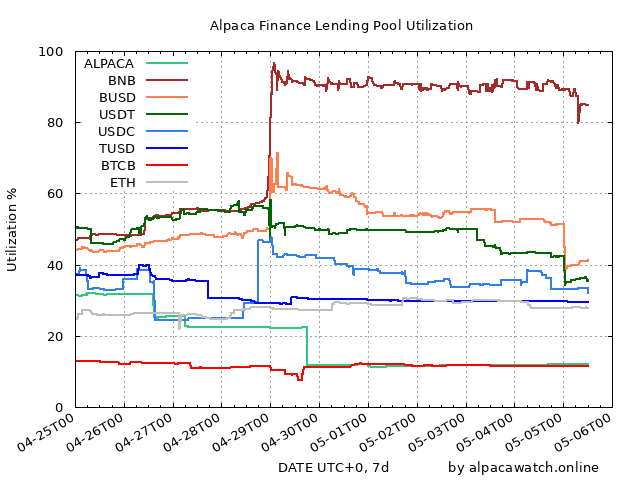 Alpaca Finance Lending Pool Utilization
100
80
60
40
20
0
Utilization %
ALPACA
BNB
BUSD
USDT
USDC
TUSD
BTCB
ETH
04-25T00
04-26T00
04-27T00
04-28T00
04-29T00
04-30T00
05-01T00
05-02T00
05-03T00
05-04T00
05-05T00
05-06T00
DATE UTC+0, 7d
by alpacawatch.online